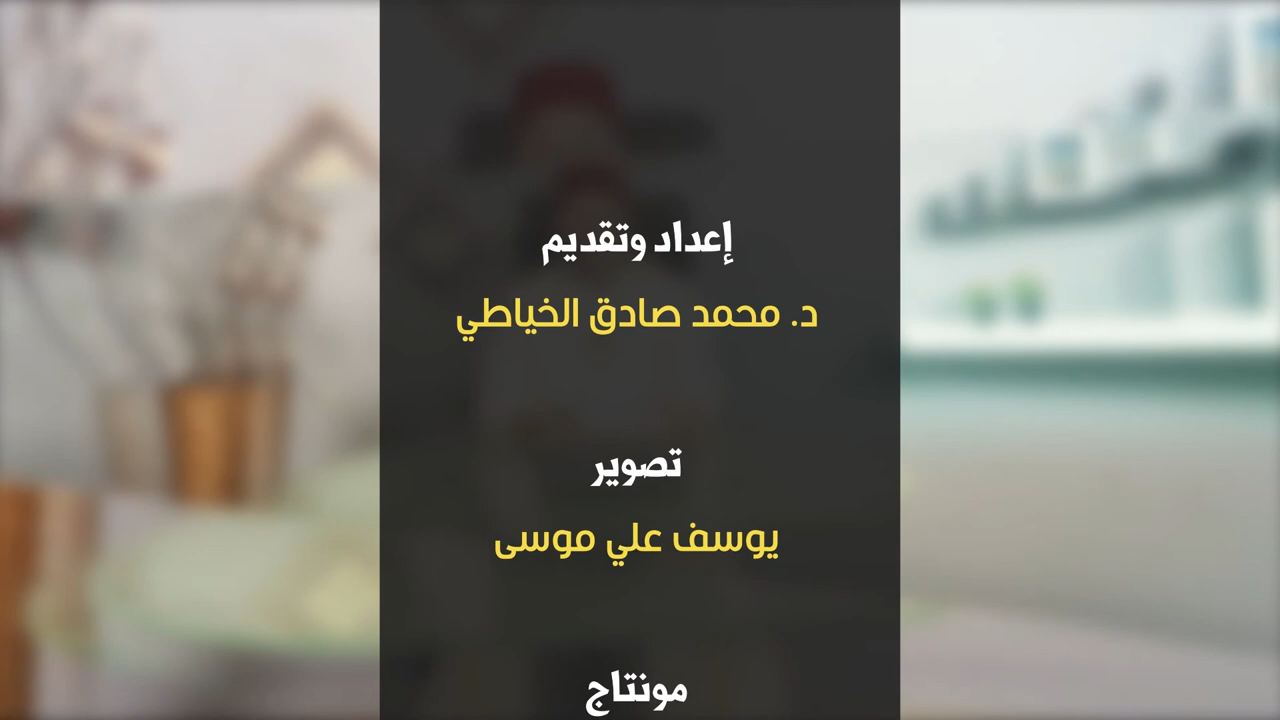 إعداد وتقديم
د. محمد صادق الخياطي
تصوير
يوسف علي موسى
مونتاج